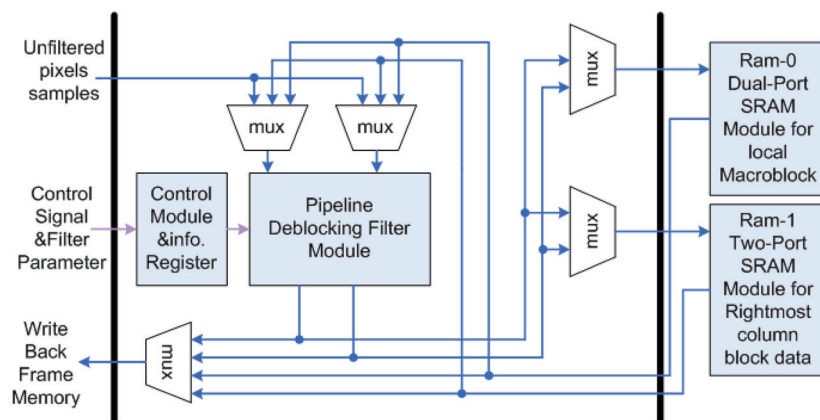 Unfiltered
pixels
samples
mux
mux
mux
Ram-0
Dual-Port
SRAM
Module for
local
Macroblock
Control
Signal
&Filter
Parameter
Control
Module
&info.
Register
Pipeline
Deblocking Filter
Module
mux
Ram-1
Two-Port
SRAM
Module for
Rightmost
column
block data
Write
Back
Frame
Memory
mux